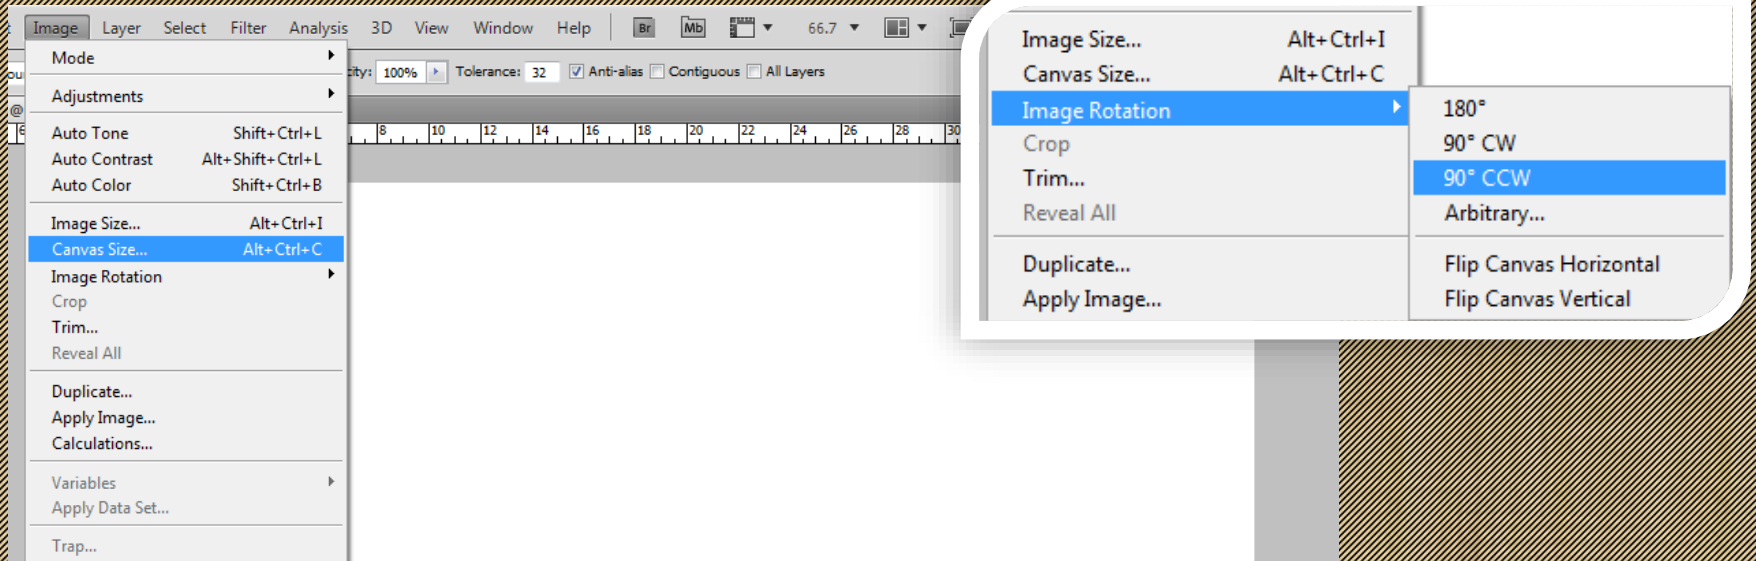 Image Layer Select Filter Analysis 3D View Window Help Br Mb 66.7
100% Tolerance: 32 Anti-alias Contiguous All Layers
@
8 10 12 14 16 18 20 22 24 26 28 30
Mode
Adjustments
Auto Tone Shift+Ctrl+L
Auto Contrast Alt+Shift+Ctrl+L
Auto Color Shift+Ctrl+B
Image Size... Alt+Ctrl+I
Canvas Size... Alt+Ctrl+C
Image Rotation
Crop
Trim...
Reveal All
Duplicate...
Apply Image...
Calculations...
Variables
Apply Data Set...
Trap...
Image Size... Alt+Ctrl+I
Canvas Size... Alt+Ctrl+C
Image Rotation
Crop
Trim...
Reveal All
Duplicate...
Apply Image...
180°
90° CW
90° CCW
Arbitrary...
Flip Canvas Horizontal
Flip Canvas Vertical